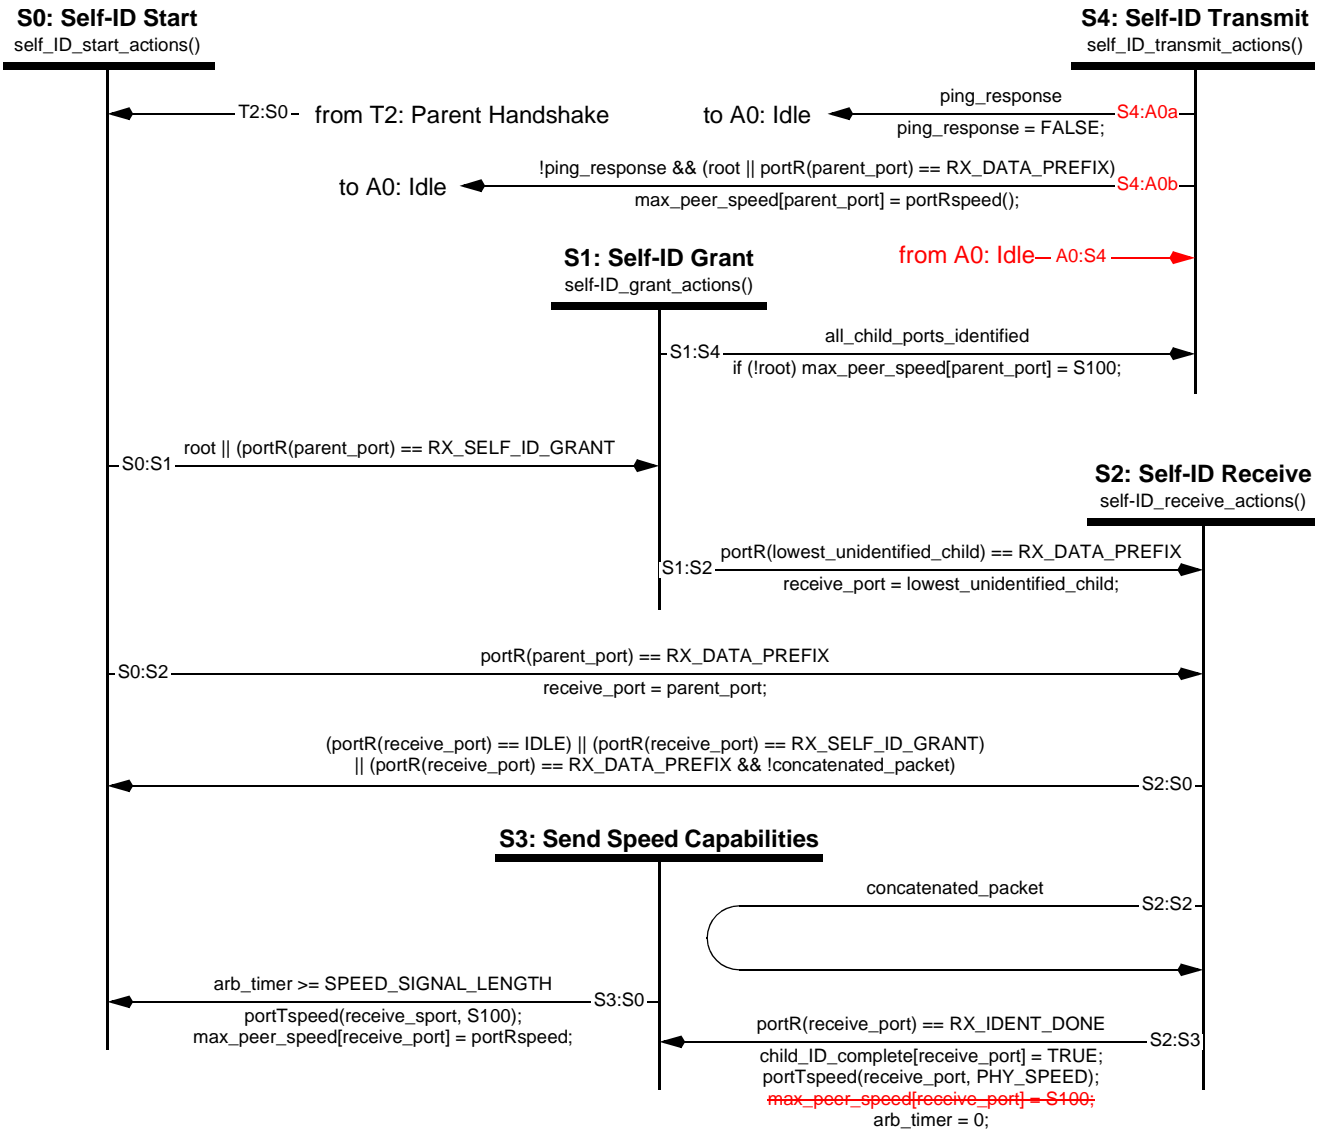 S0: Self-ID Start
self_ID_start_actions()
S4: Self-ID Transmit
self_ID_transmit_actions()
T2:S0
from T2: Parent Handshake
to A0: Idle
ping_response
S4:A0a
ping_response = FALSE;
to A0: Idle
!ping_response && (root || portR(parent_port) == RX_DATA_PREFIX)
S4:A0b
max_peer_speed[parent_port] = portRspeed();
S1: Self-ID Grant
self-ID_grant_actions()
from A0: Idle
A0:S4
all_child_ports_identified
S1:S4
if (!root) max_peer_speed[parent_port] = S100;
root || (portR(parent_port) == RX_SELF_ID_GRANT
S0:S1
S2: Self-ID Receive
self-ID_receive_actions()
portR(lowest_unidentified_child) == RX_DATA_PREFIX
S1:S2
receive_port = lowest_unidentified_child;
portR(parent_port) == RX_DATA_PREFIX
S0:S2
receive_port = parent_port;
(portR(receive_port) == IDLE) || (portR(receive_port) == RX_SELF_ID_GRANT)
|| (portR(receive_port) == RX_DATA_PREFIX && !concatenated_packet)
S2:S0
S3: Send Speed Capabilities
concatenated_packet
S2:S2
arb_timer >= SPEED_SIGNAL_LENGTH
S3:S0
portTspeed(receive_sport, S100);
max_peer_speed[receive_port] = portRspeed;
portR(receive_port) == RX_IDENT_DONE
S2:S3
child_ID_complete[receive_port] = TRUE;
portTspeed(receive_port, PHY_SPEED);
max_peer_speed[receive_port] = S100;
arb_timer = 0;